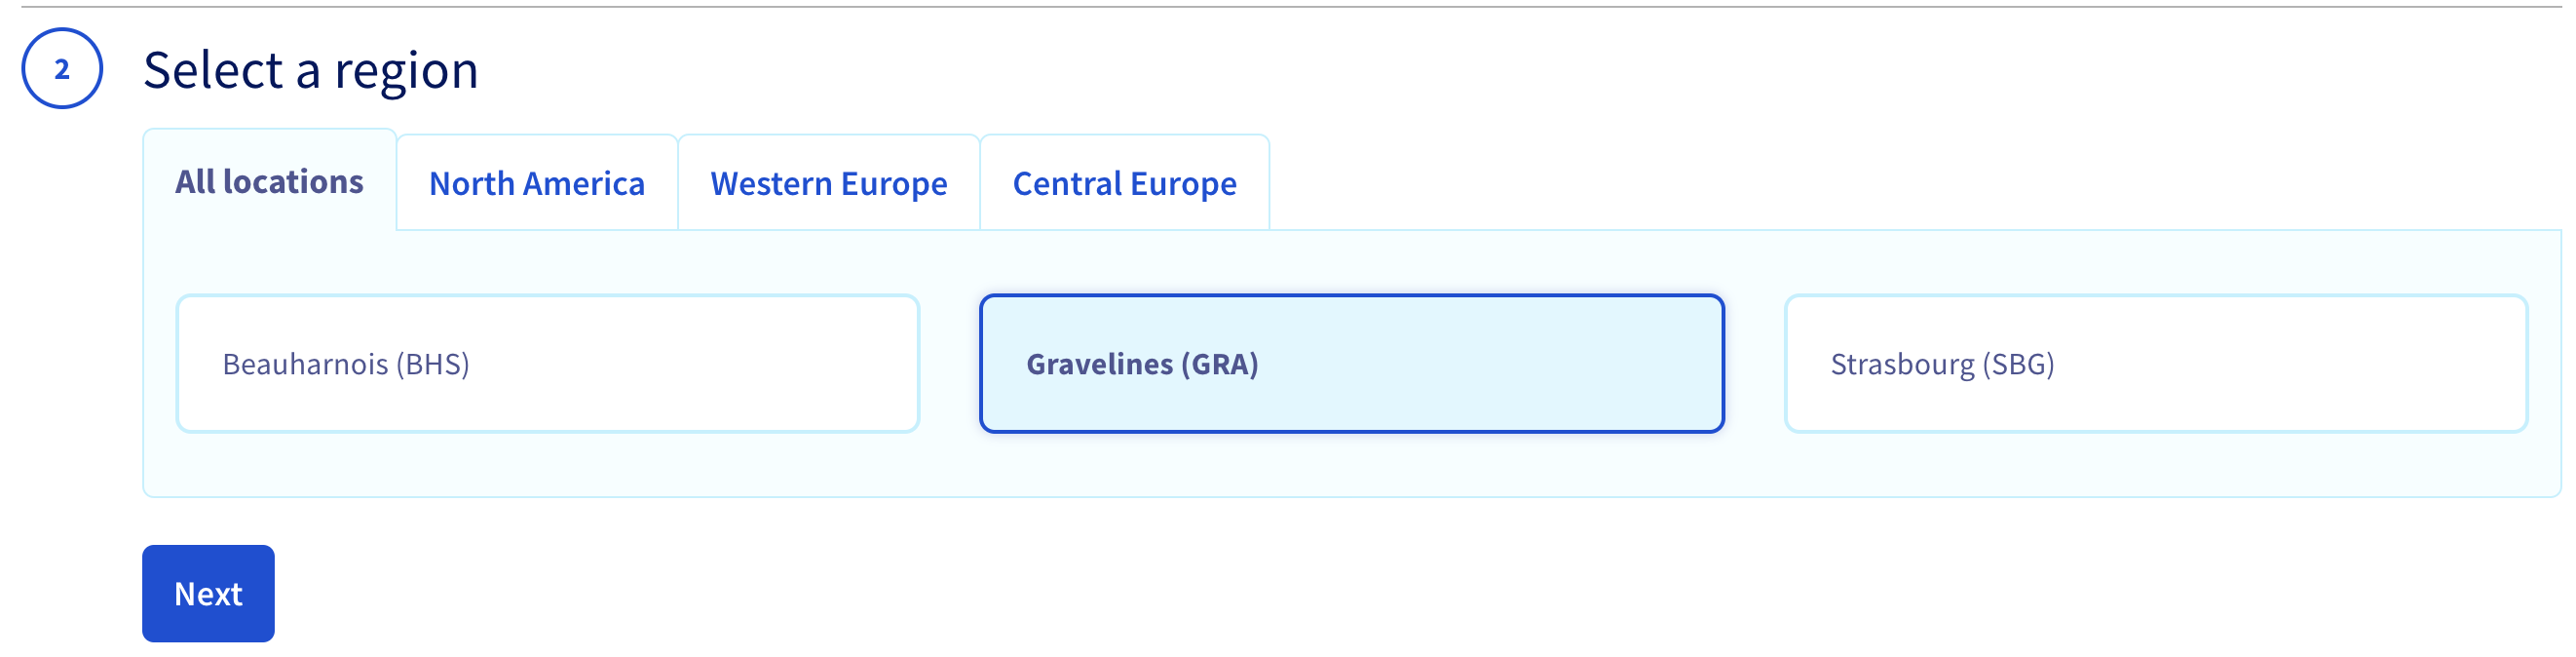 2
Select a region
All locations
North America
Western Europe
Central Europe
Beauharnois (BHS)
Gravelines (GRA)
Strasbourg (SBG)
Next